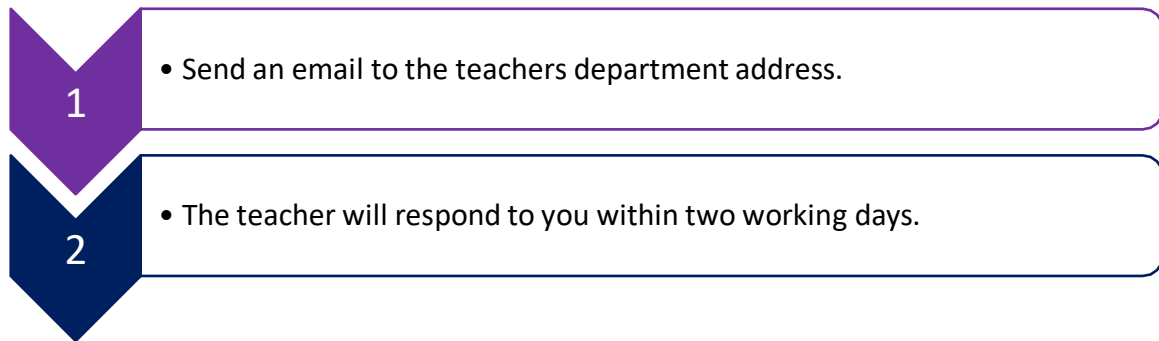 1
• Send an email to the teachers department address.
2
• The teacher will respond to you within two working days.